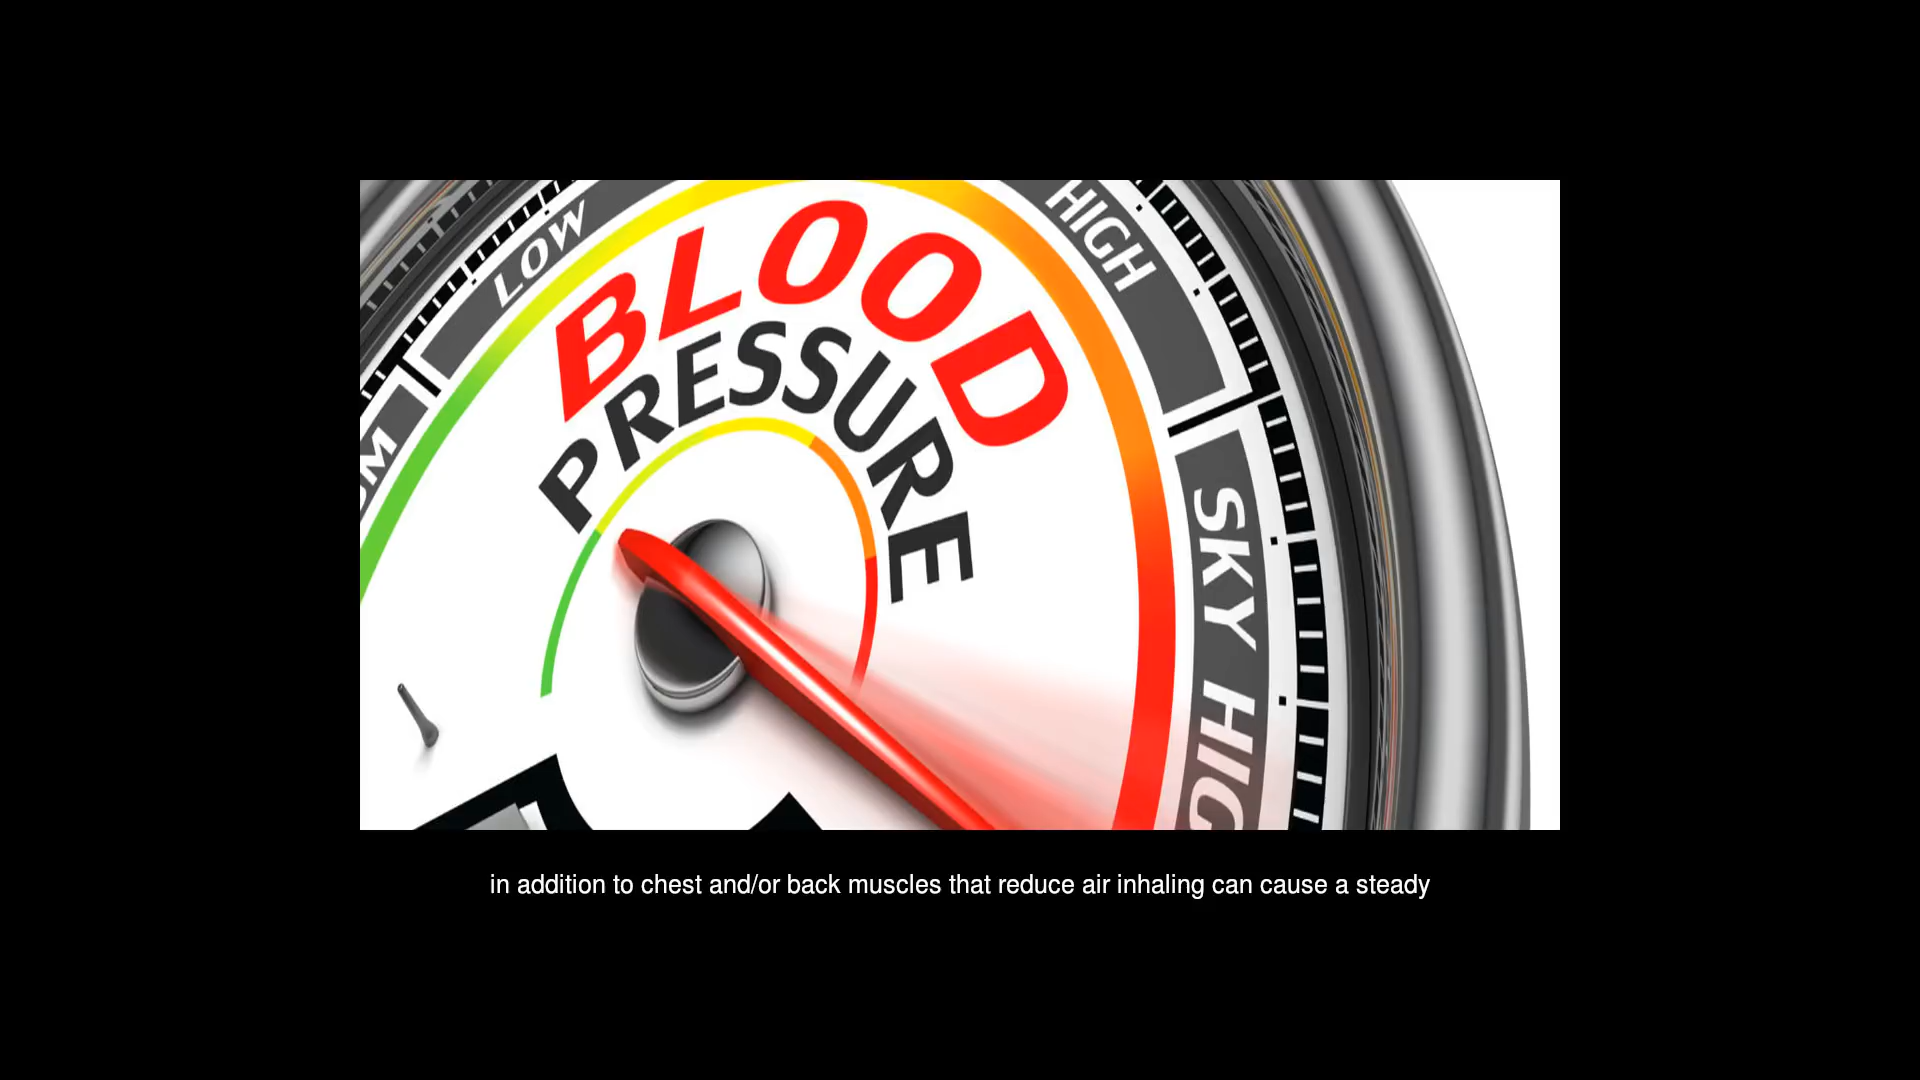 LOW
HIGH
BLOOD
PRESSURE
UM
SKY HIG
in addition to chest and/or back muscles that reduce air inhaling can cause a steady